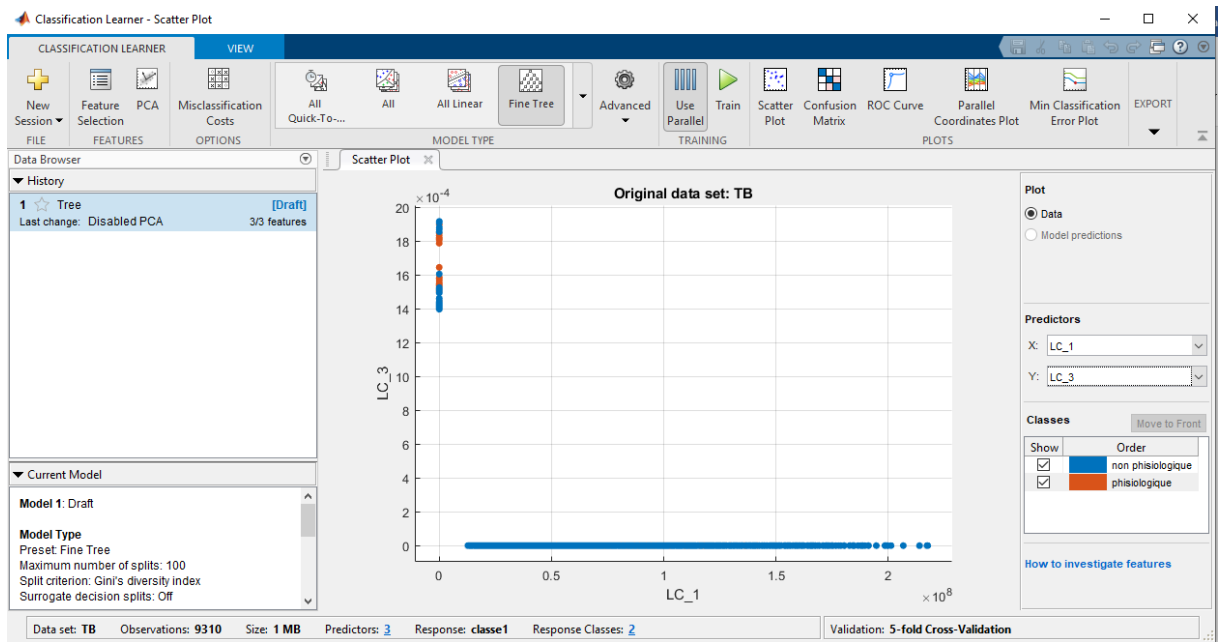 Classification Learner - Scatter Plot
CLASSIFICATION LEARNER VIEW
New Session
Feature Selection
PCA
Misclassification Costs
All Quick-To-...
All
All Linear
Fine Tree
Advanced
Use Parallel
Train
Scatter Plot
Confusion Matrix
ROC Curve
Parallel Coordinates Plot
Min Classification Error Plot
EXPORT
FILE FEATURES OPTIONS MODEL TYPE TRAINING PLOTS
Data Browser
History
1 Tree [Draft]
Last change: Disabled PCA 3/3 features
Current Model
Model 1: Draft
Model Type
Preset: Fine Tree
Maximum number of splits: 100
Split criterion: Gini's diversity index
Surrogate decision splits: Off
Scatter Plot
Original data set: TB
×10⁻⁴
20
18
16
14
12
10
8
6
4
2
0
LC_3
0 0.5 1 1.5 2
LC_1
×10⁸
Plot
Data
Model predictions
Predictors
X: LC_1
Y: LC_3
Classes Move to Front
Show Order
non phisiologique
phisiologique
How to investigate features
Data set: TB Observations: 9310 Size: 1 MB Predictors: 3 Response: classe1 Response Classes: 2 Validation: 5-fold Cross-Validation